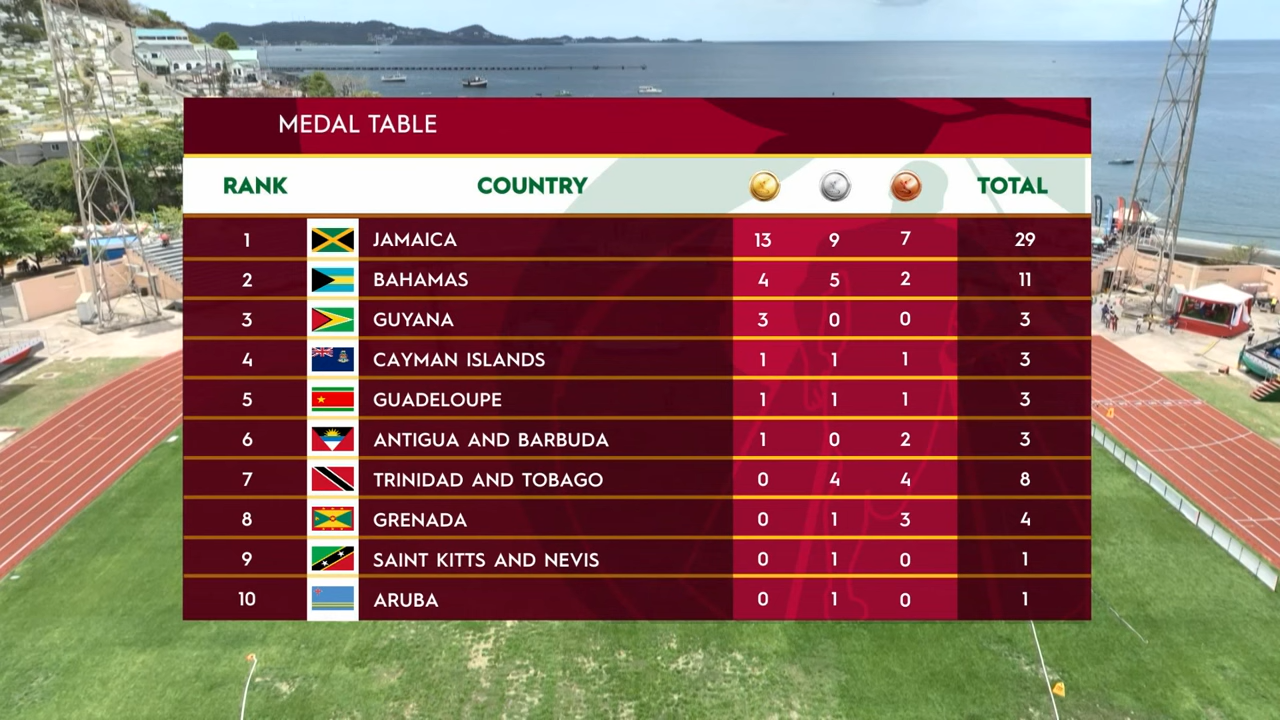 MEDAL TABLE
RANK COUNTRY TOTAL
1 JAMAICA 13 9 7 29
2 BAHAMAS 4 5 2 11
3 GUYANA 3 0 0 3
4 CAYMAN ISLANDS 1 1 1 3
5 GUADELOUPE 1 1 1 3
6 ANTIGUA AND BARBUDA 1 0 2 3
7 TRINIDAD AND TOBAGO 0 4 4 8
8 GRENADA 0 1 3 4
9 SAINT KITTS AND NEVIS 0 1 0 1
10 ARUBA 0 1 0 1